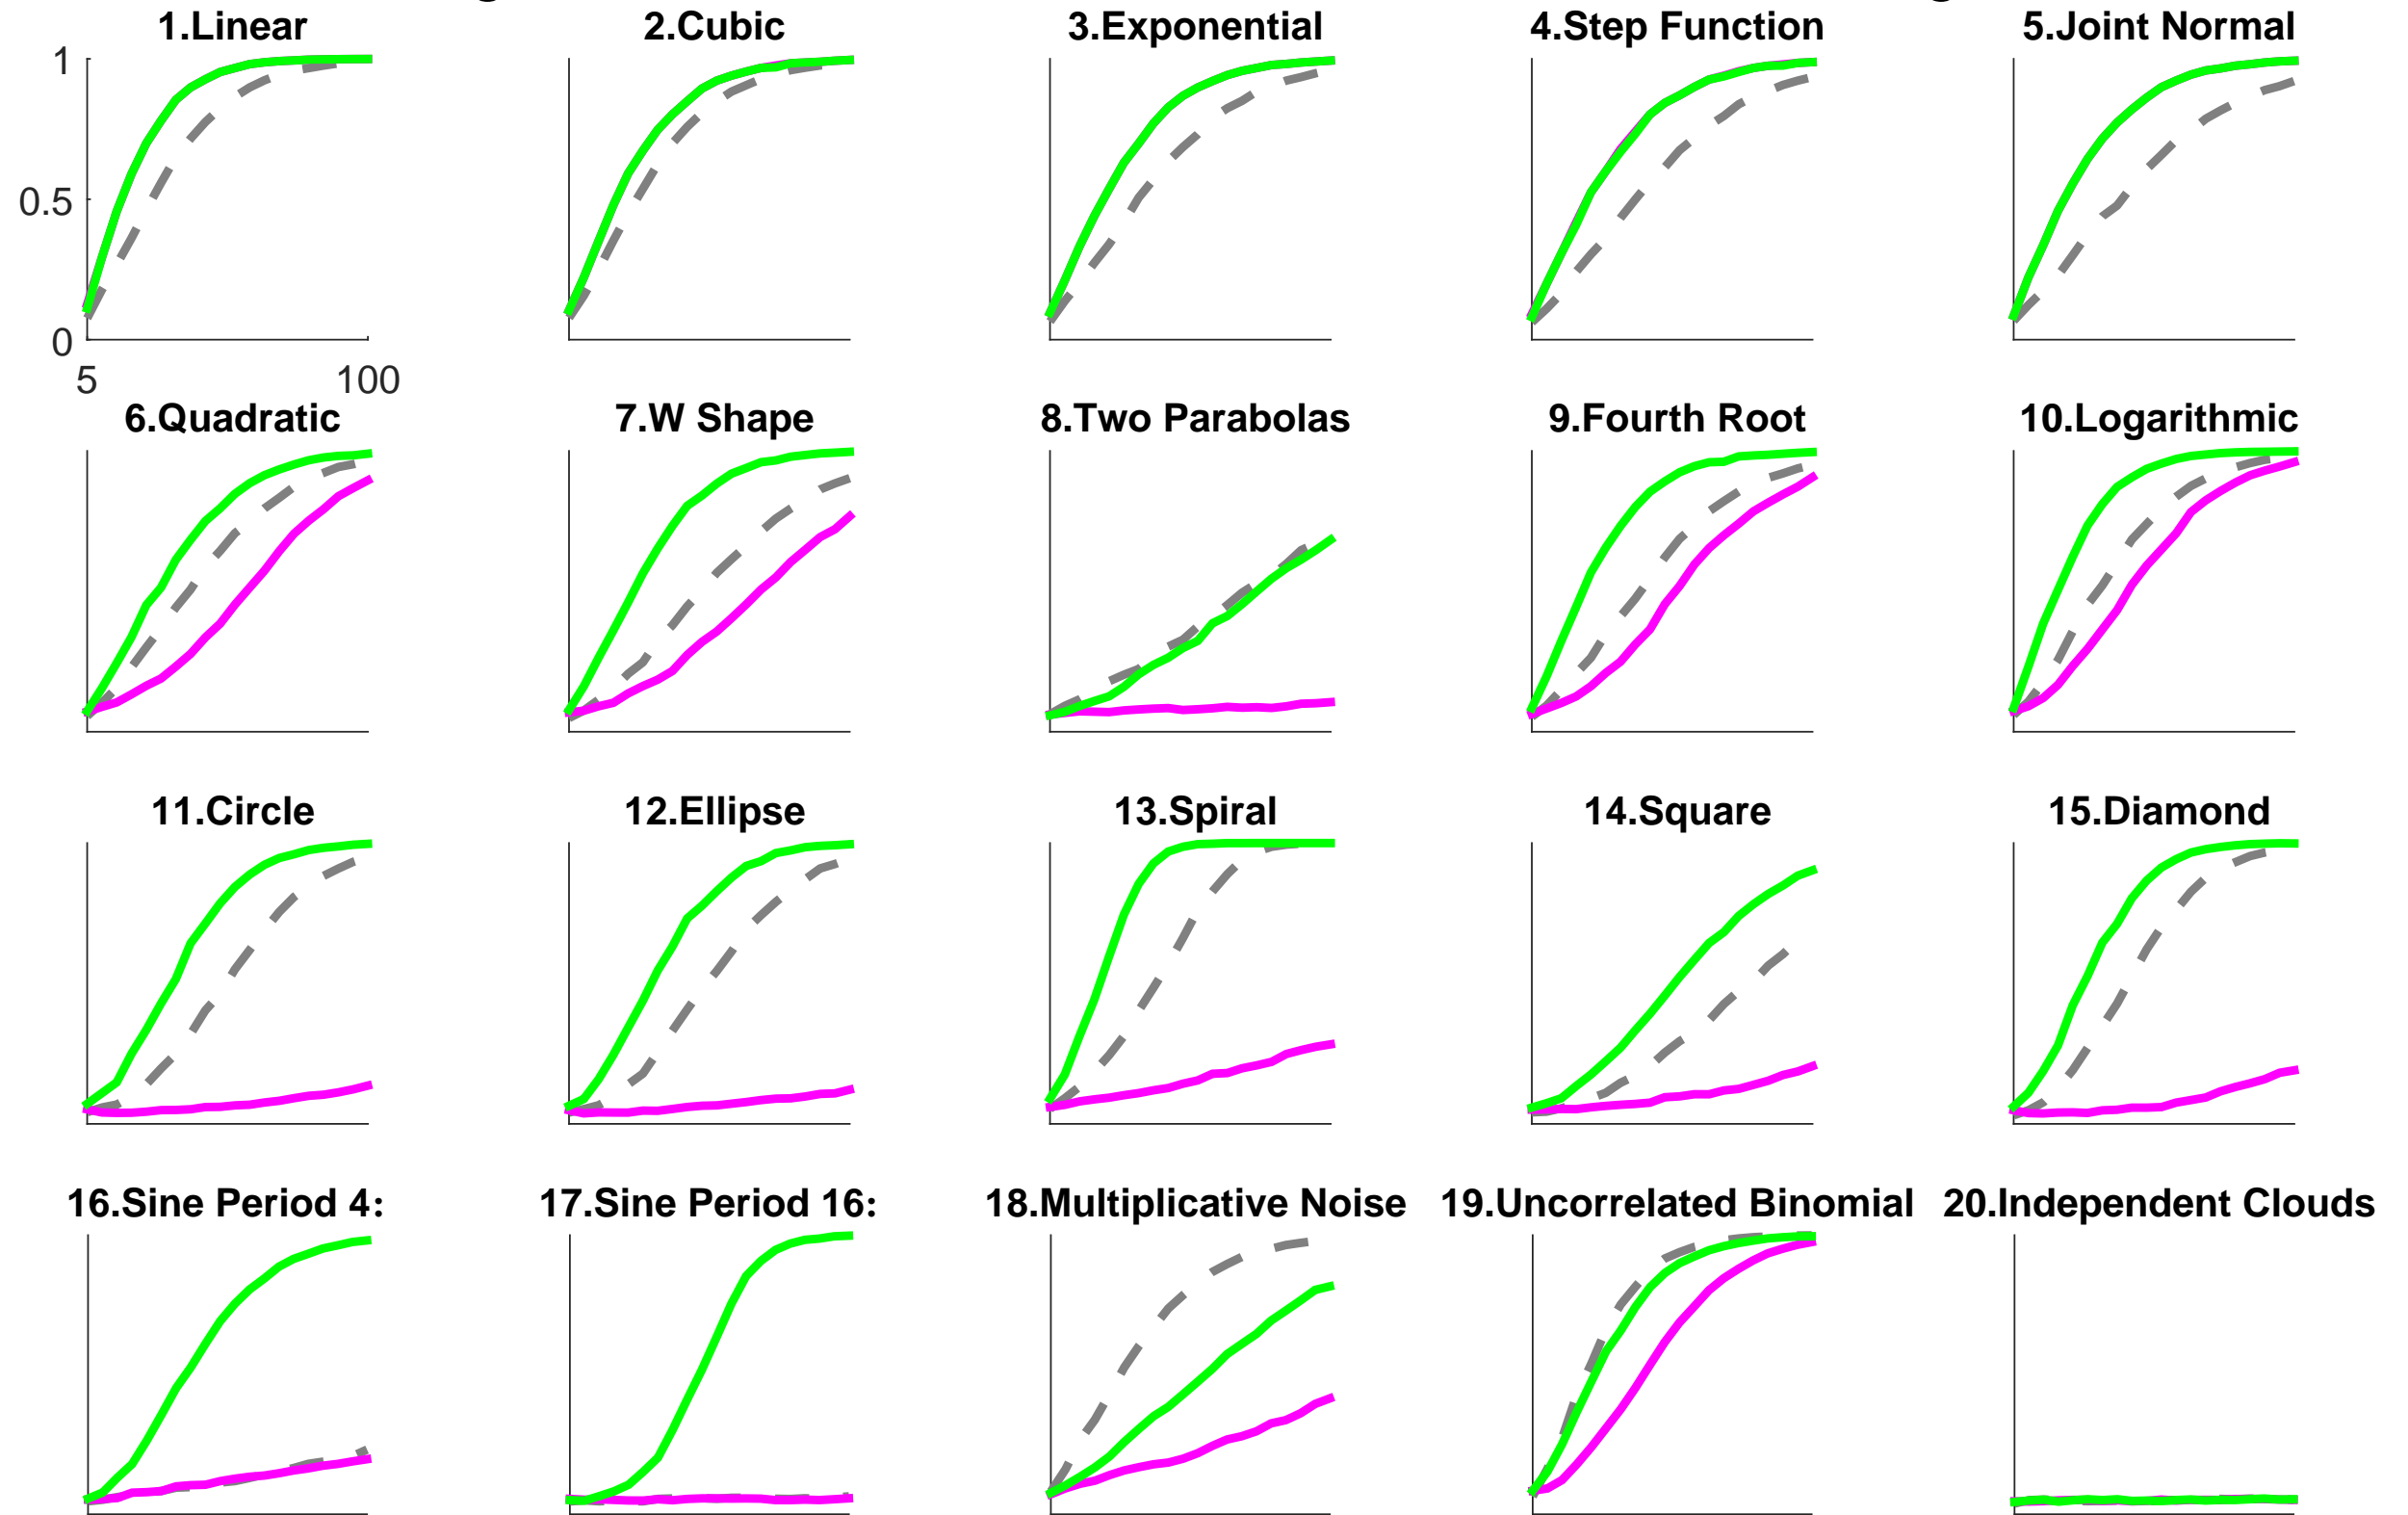 1.Linear
2.Cubic
3.Exponential
4.Step Function
5.Joint Normal
1
0.5
0
5
100
6.Quadratic
7.W Shape
8.Two Parabolas
9.Fourth Root
10.Logarithmic
11.Circle
12.Ellipse
13.Spiral
14.Square
15.Diamond
16.Sine Period 4:
17.Sine Period 16:
18.Multiplicative Noise
19.Uncorrelated Binomial
20.Independent Clouds